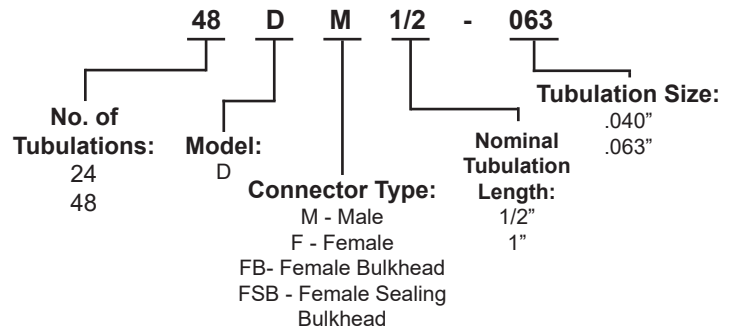 48 D M 1/2 - 063
No. of
Tubulations:
24
48
Model:
D
Connector Type:
M - Male
F - Female
FB- Female Bulkhead
FSB - Female Sealing
Bulkhead
Nominal
Tubulation
Length:
1/2”
1”
Tubulation Size:
.040”
.063”